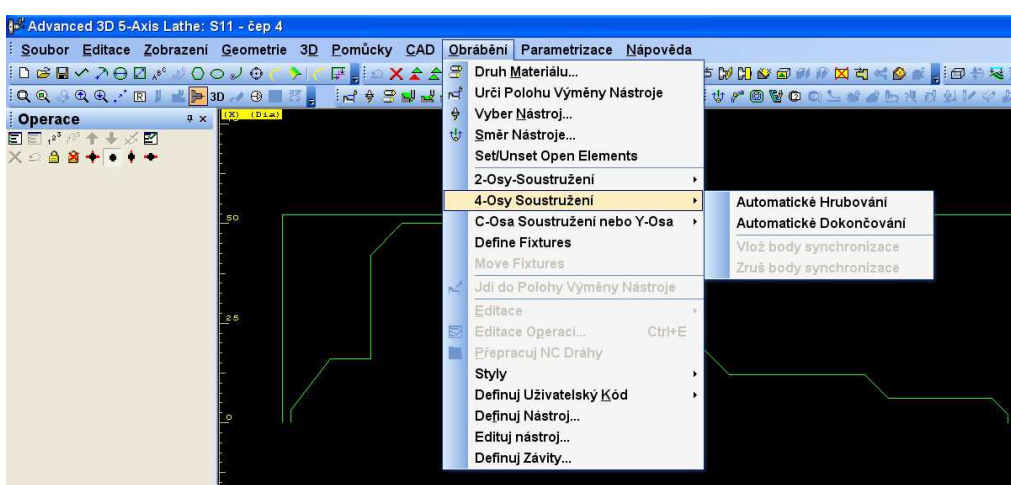 Advanced 3D 5-Axis Lathe: S11 - čep 4
Soubor Editace Zobrazení Geometrie 3D Pomůcky CAD Obrábění Parametrizace Nápověda
3D
Operace
(X) (Dia)
50
25
0
Druh Materiálu...
Urči Polohu Výměny Nástroje
Vyber Nástroj...
Směr Nástroje...
Set/Unset Open Elements
2-Osy-Soustružení
4-Osy Soustružení
C-Osa Soustružení nebo Y-Osa
Define Fixtures
Move Fixtures
Jdi do Polohy Výměny Nástroje
Editace
Editace Operací... Ctrl+E
Přepracuj NC Dráhy
Styly
Definuj Uživatelský Kód
Definuj Nástroj...
Edituj nástroj...
Definuj Závity...
Automatické Hrubování
Automatické Dokončování
Vlož body synchronizace
Zruš body synchronizace